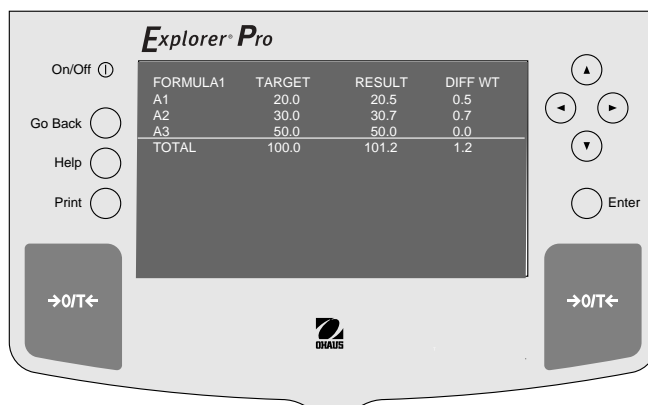 Explorer® Pro
On/Off
Go Back
Help
Print
FORMULA1 TARGET RESULT DIFF WT
A1 20.0 20.5 0.5
A2 30.0 30.7 0.7
A3 50.0 50.0 0.0
TOTAL 100.0 101.2 1.2
Enter
→0/T←
→0/T←
OHAUS